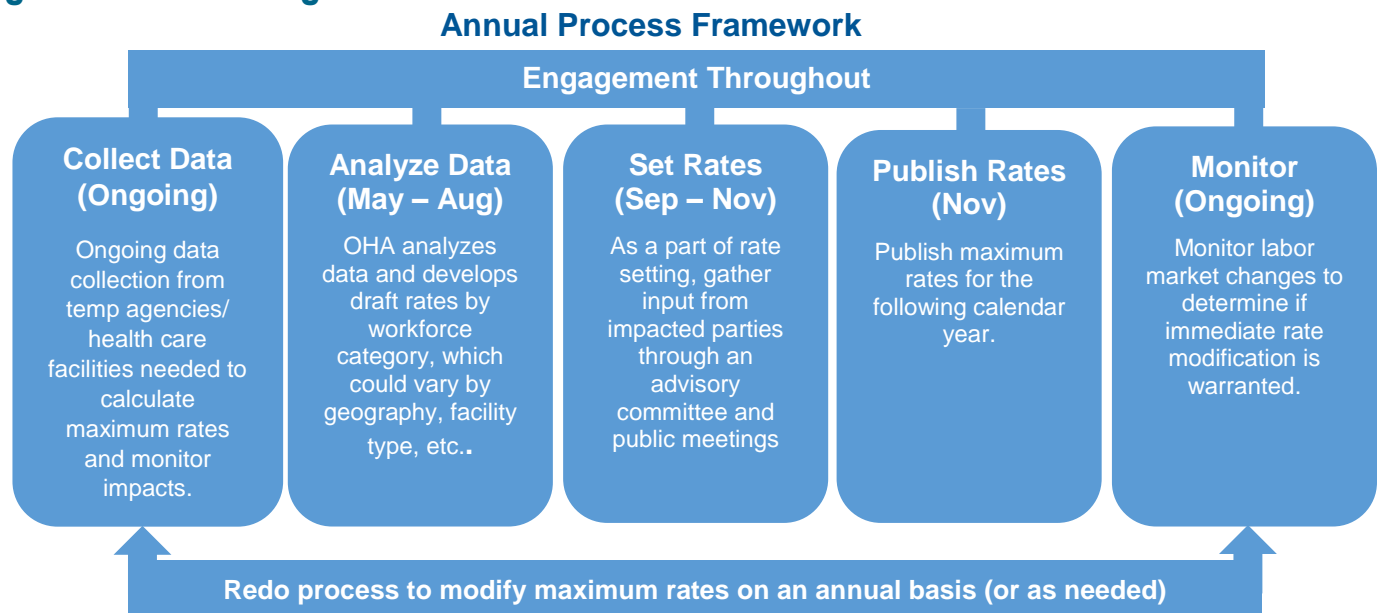 Annual Process Framework
Engagement Throughout
Collect Data
(Ongoing)
Ongoing data
collection from
temp agencies/
health care
facilities needed to
calculate
maximum rates
and monitor
impacts.
Analyze Data
(May – Aug)
OHA analyzes
data and develops
draft rates by
workforce
category, which
could vary by
geography, facility
type, etc..
Set Rates
(Sep – Nov)
As a part of rate
setting, gather
input from
impacted parties
through an
advisory
committee and
public meetings
Publish Rates
(Nov)
Publish maximum
rates for the
following calendar
year.
Monitor
(Ongoing)
Monitor labor
market changes to
determine if
immediate rate
modification is
warranted.
Redo process to modify maximum rates on an annual basis (or as needed)